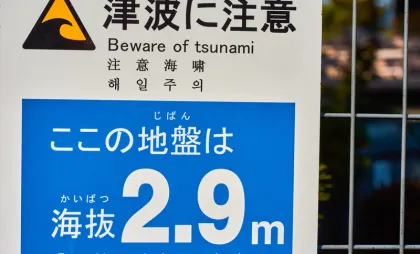 津波に注意
Beware of tsunami
注意海嘯
해일주의
じばん
ここの地盤は
かいばつ
海抜2.9m